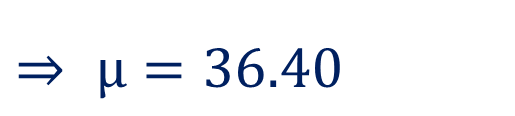 ⇒ μ = 36.40